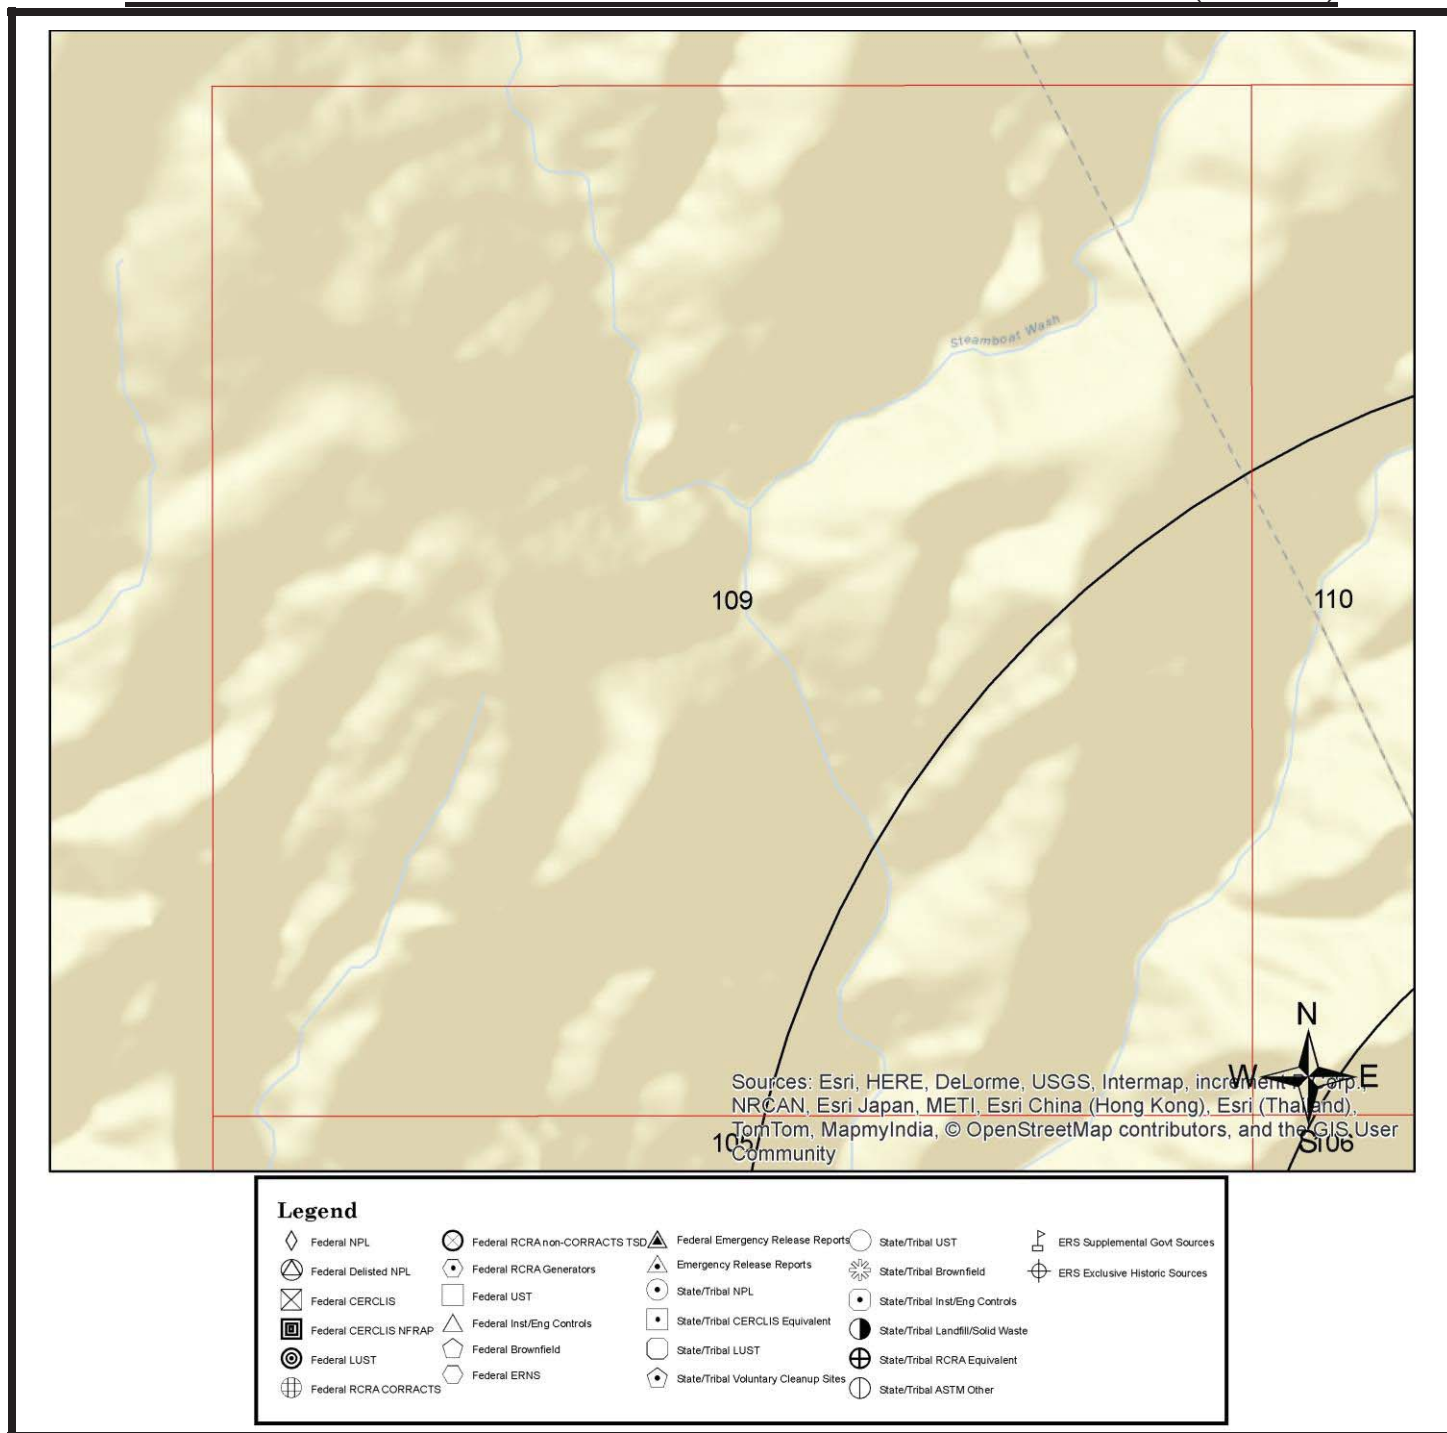 Steamboat Wash
109
110
N
W
E
Sources: Esri, HERE, DeLorme, USGS, Intermap, increment P Corp.,
NRCAN, Esri Japan, METI, Esri China (Hong Kong), Esri (Thailand),
TomTom, MapmyIndia, © OpenStreetMap contributors, and the GIS User
Community
105
S
106
Legend
Federal NPL
Federal Delisted NPL
Federal CERCLIS
Federal CERCLIS NFRAP
Federal LUST
Federal RCRA CORRACTS
Federal RCRA non-CORRACTS TSD
Federal RCRA Generators
Federal UST
Federal Inst/Eng Controls
Federal Brownfield
Federal ERNS
Federal Emergency Release Reports
Emergency Release Reports
State/Tribal NPL
State/Tribal CERCLIS Equivalent
State/Tribal LUST
State/Tribal Voluntary Cleanup Sites
State/Tribal UST
State/Tribal Brownfield
State/Tribal Inst/Eng Controls
State/Tribal Landfill/Solid Waste
State/Tribal RCRA Equivalent
State/Tribal ASTM Other
ERS Supplemental Govt Sources
ERS Exclusive Historic Sources